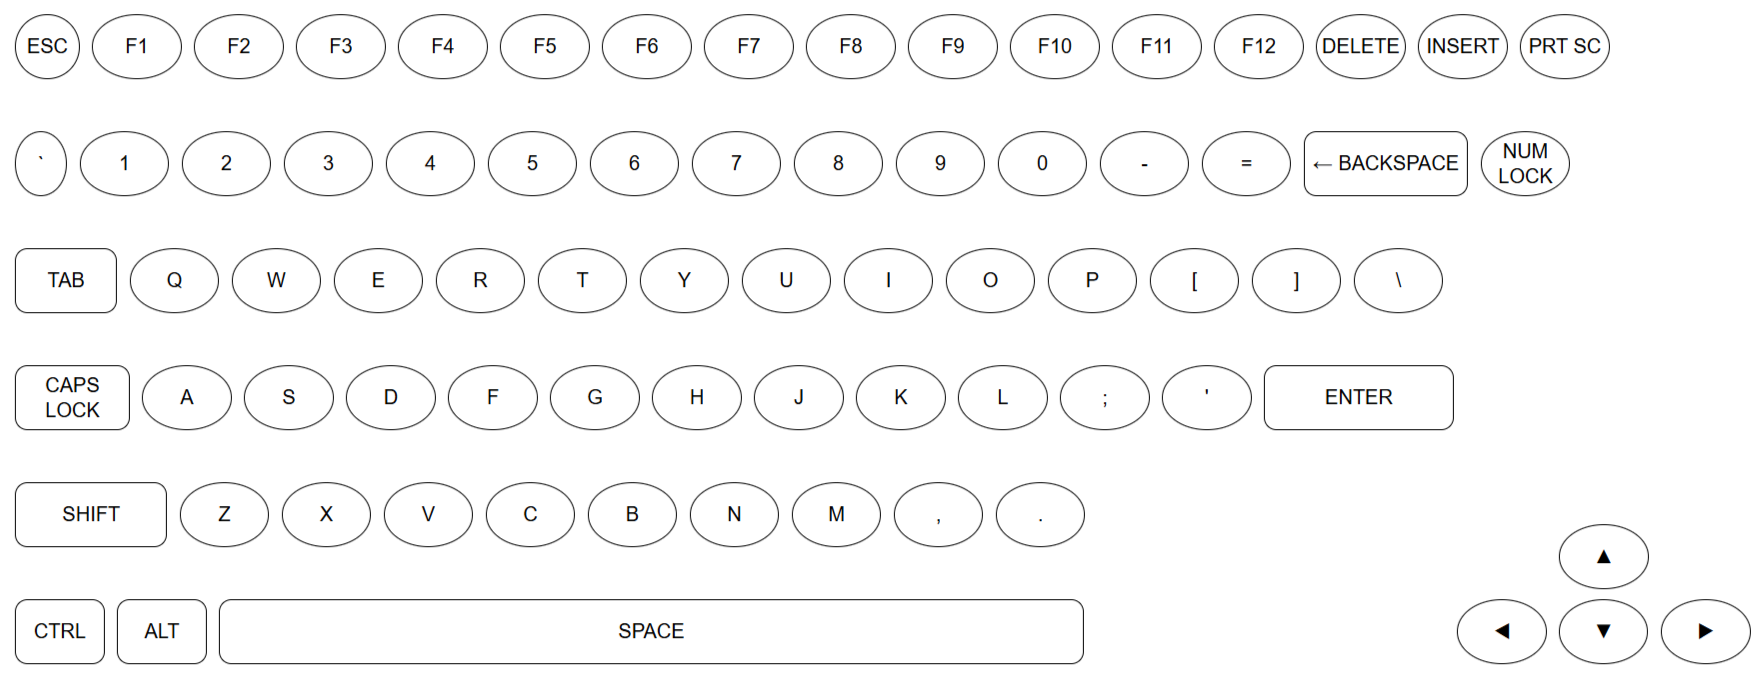 ESC F1 F2 F3 F4 F5 F6 F7 F8 F9 F10 F11 F12 DELETE INSERT PRT SC
` 1 2 3 4 5 6 7 8 9 0 - = ← BACKSPACE NUM LOCK
TAB Q W E R T Y U I O P [ ] \
CAPS LOCK A S D F G H J K L ; ' ENTER
SHIFT Z X V C B N M , .
▲
CTRL ALT SPACE ◀ ▼ ▶